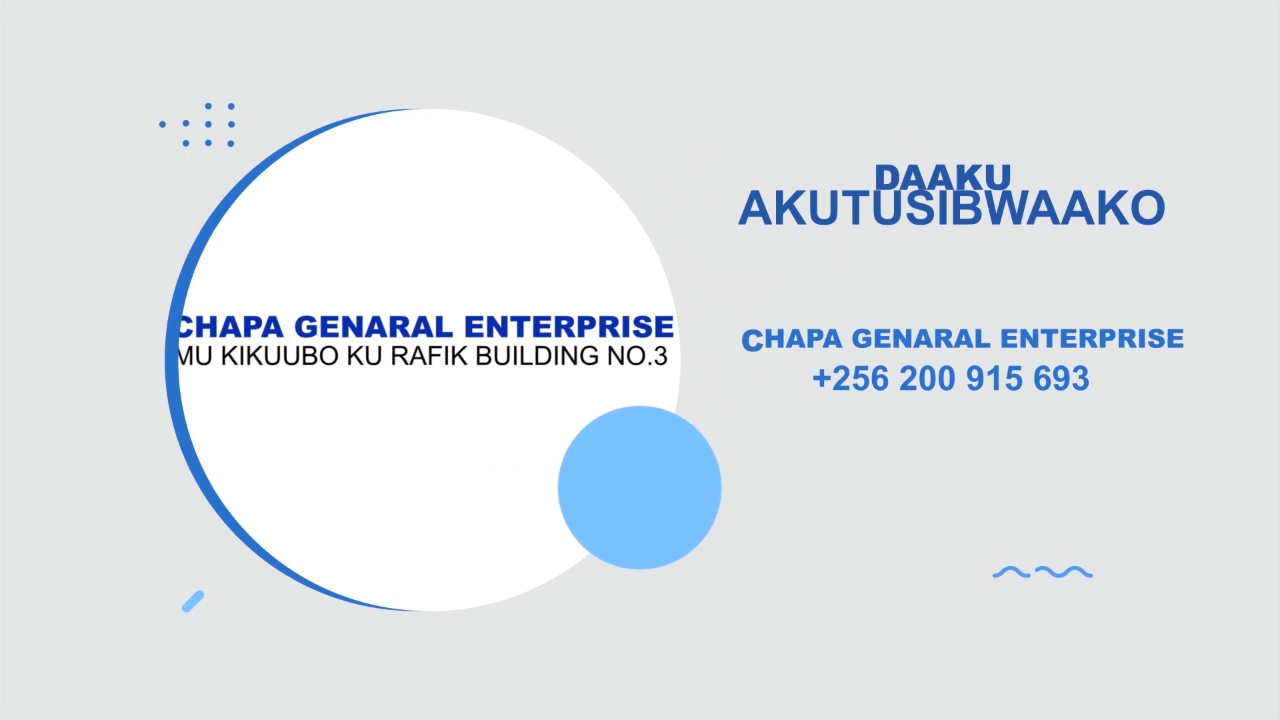 CHAPA GENARAL ENTERPRISE
MU KIKUUBO KU RAFIK BUILDING NO.3
DAAKU
AKUTUSIBWAAKO
CHAPA GENARAL ENTERPRISE
+256 200 915 693